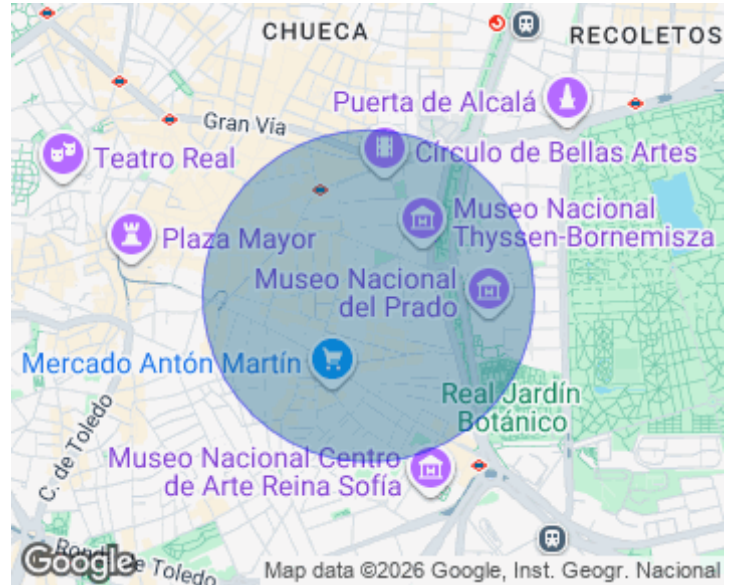 CHUECA
RECOLETOS
Puerta de Alcalá
Gran Vía
Teatro Real
Círculo de Bellas Artes
Museo Nacional
Thyssen-Bornemisza
Plaza Mayor
Museo Nacional
del Prado
Mercado Antón Martín
Real Jardín
Botánico
C. de Toledo
Museo Nacional Centro
de Arte Reina Sofía
Ronda de Toledo
Google
Map data ©2026 Google, Inst. Geogr. Nacional